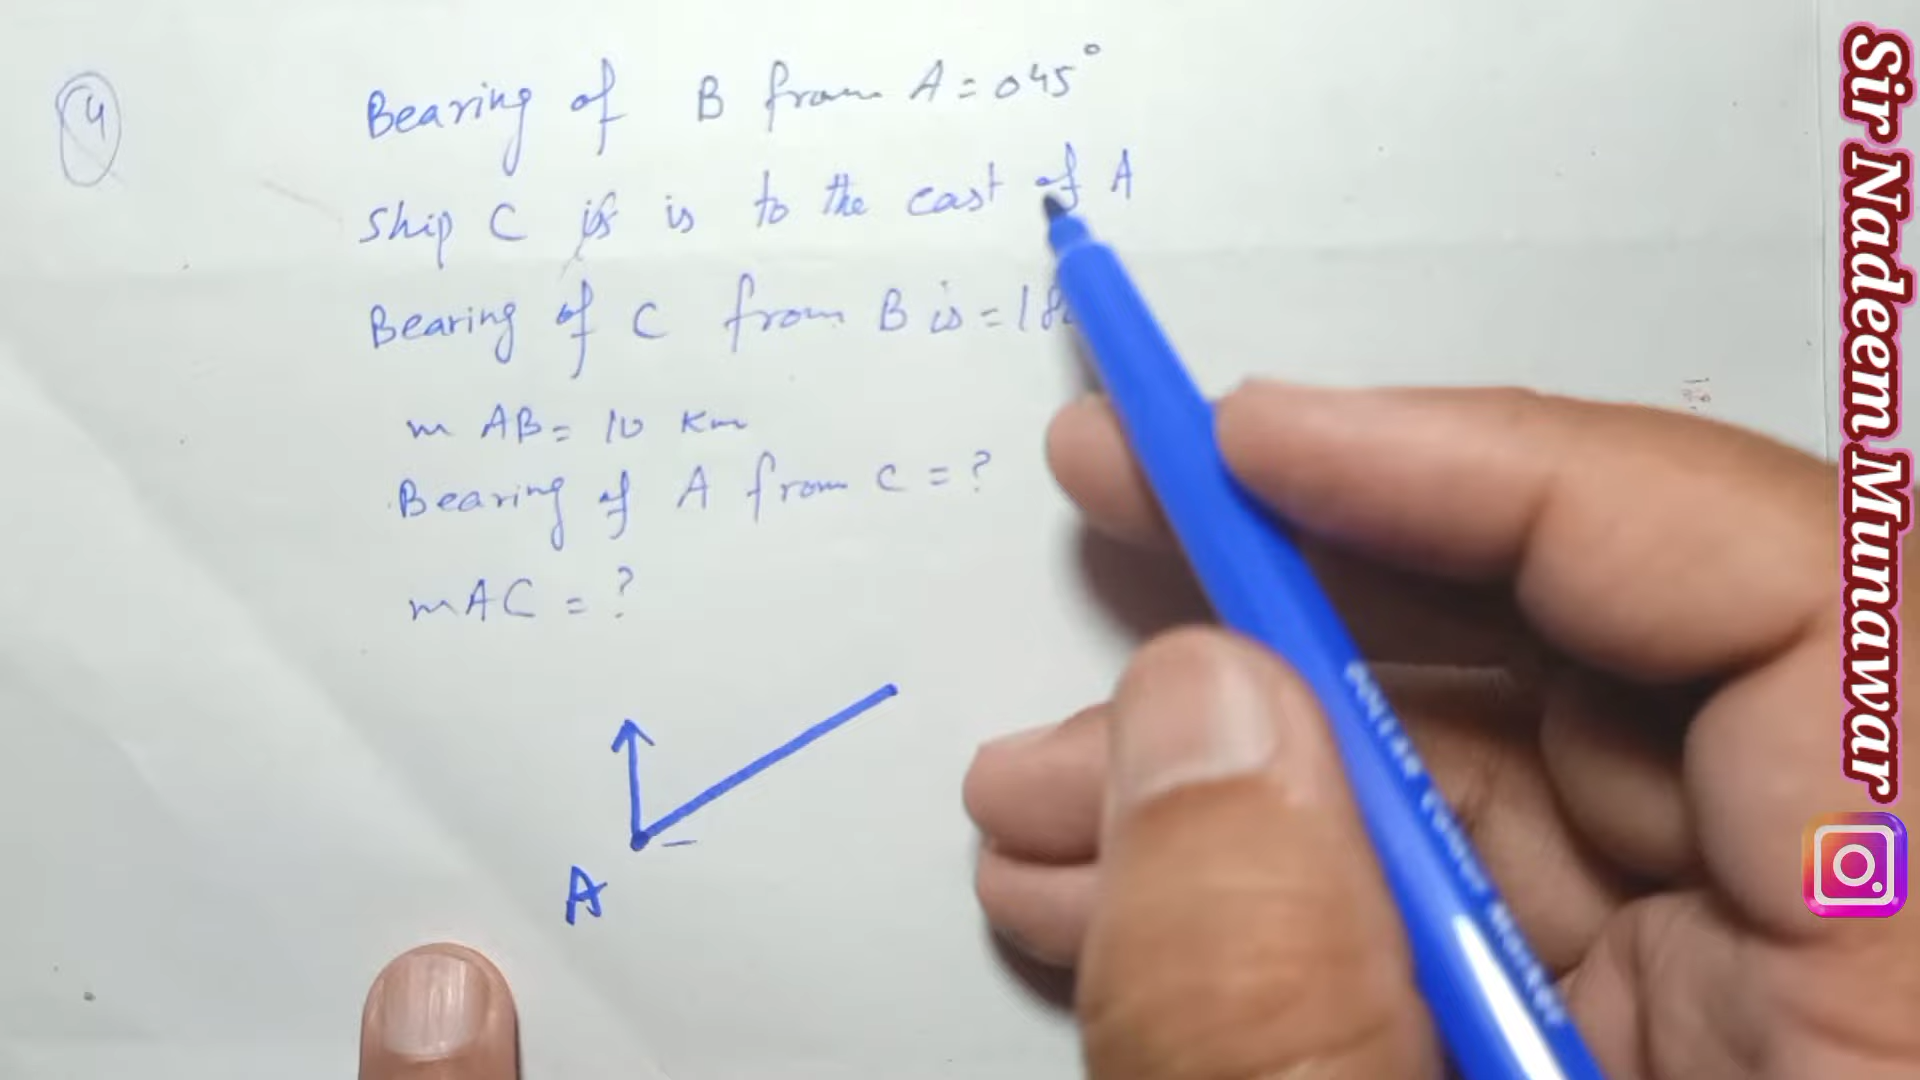 4
Bearing of B from A = 045°
Ship C is is to the east of A
Bearing of C from B is = 18
m AB = 10 Km
Bearing of A from C = ?
mAC = ?
A
Sir Nadeem Munawar